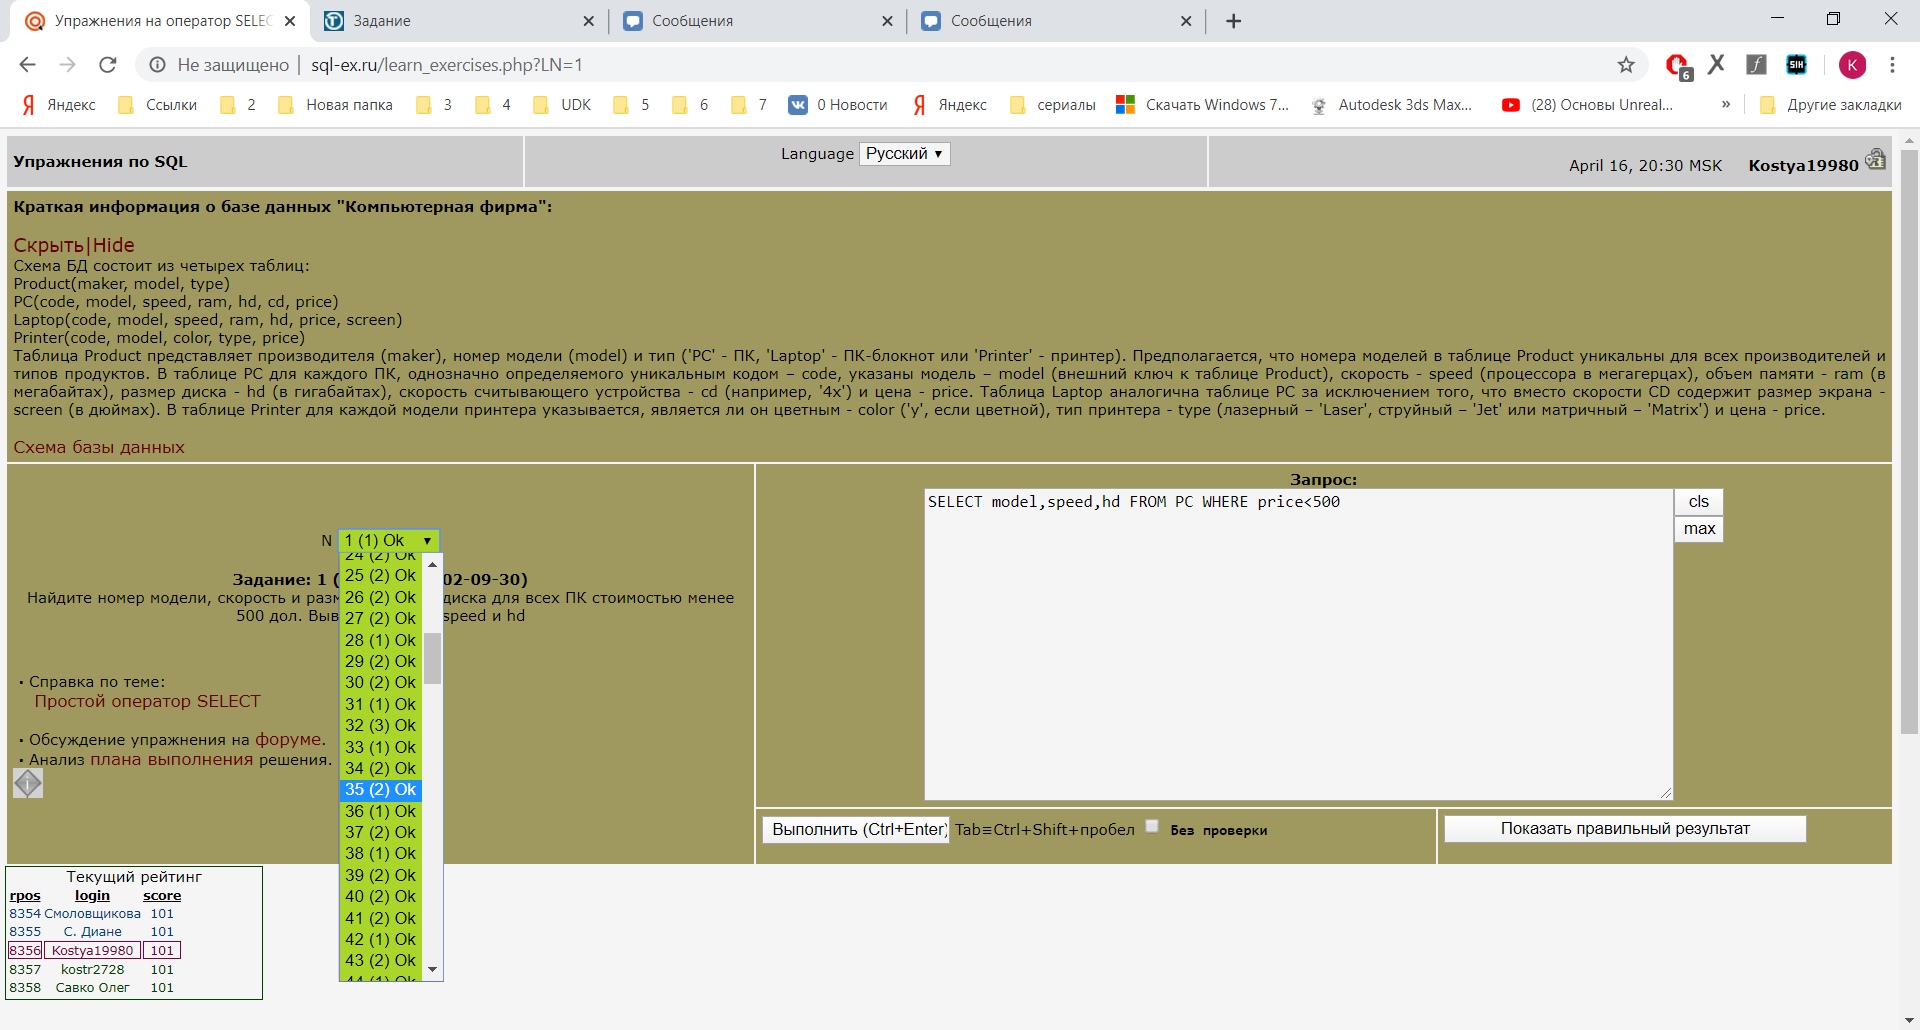 Упражнения на оператор SELEC
Задание
Сообщения
Сообщения
Не защищено | sql-ex.ru/learn_exercises.php?LN=1
6
SIH
K
Яндекс
Ссылки
2
Новая папка
3
4
UDK
5
6
7
0 Новости
Яндекс
сериалы
Скачать Windows 7...
Autodesk 3ds Max...
(28) Основы Unreal...
»
Другие закладки
Упражнения по SQL
Language Русский
April 16, 20:30 MSK Kostya19980
Краткая информация о базе данных "Компьютерная фирма":
Скрыть|Hide
Схема БД состоит из четырех таблиц:
Product(maker, model, type)
PC(code, model, speed, ram, hd, cd, price)
Laptop(code, model, speed, ram, hd, price, screen)
Printer(code, model, color, type, price)
Таблица Product представляет производителя (maker), номер модели (model) и тип ('PC' - ПК, 'Laptop' - ПК-блокнот или 'Printer' - принтер). Предполагается, что номера моделей в таблице Product уникальны для всех производителей и
типов продуктов. В таблице PC для каждого ПК, однозначно определяемого уникальным кодом – code, указаны модель – model (внешний ключ к таблице Product), скорость - speed (процессора в мегагерцах), объем памяти - ram (в
мегабайтах), размер диска - hd (в гигабайтах), скорость считывающего устройства - cd (например, '4x') и цена - price. Таблица Laptop аналогична таблице PC за исключением того, что вместо скорости CD содержит размер экрана -
screen (в дюймах). В таблице Printer для каждой модели принтера указывается, является ли он цветным - color ('y', если цветной), тип принтера - type (лазерный – 'Laser', струйный – 'Jet' или матричный – 'Matrix') и цена - price.
Схема базы данных
N 1 (1) Ok
Задание: 1 ( 02-09-30)
Найдите номер модели, скорость и разм диска для всех ПК стоимостью менее
500 дол. Выв speed и hd
24 (2) Ok
25 (2) Ok
26 (2) Ok
27 (2) Ok
28 (1) Ok
29 (2) Ok
30 (2) Ok
31 (1) Ok
32 (3) Ok
33 (1) Ok
34 (2) Ok
35 (2) Ok
36 (1) Ok
37 (2) Ok
38 (1) Ok
39 (2) Ok
40 (2) Ok
41 (2) Ok
42 (1) Ok
43 (2) Ok
44 (1) Ok
• Справка по теме:
Простой оператор SELECT
• Обсуждение упражнения на форуме.
• Анализ плана выполнения решения.
Запрос:
SELECT model,speed,hd FROM PC WHERE price<500
cls
max
Выполнить (Ctrl+Enter)
Tab≡Ctrl+Shift+пробел
Без проверки
Показать правильный результат
Текущий рейтинг
rpos login score
8354 Смоловщикова 101
8355 С. Диане 101
8356 Kostya19980 101
8357 kostr2728 101
8358 Савко Олег 101